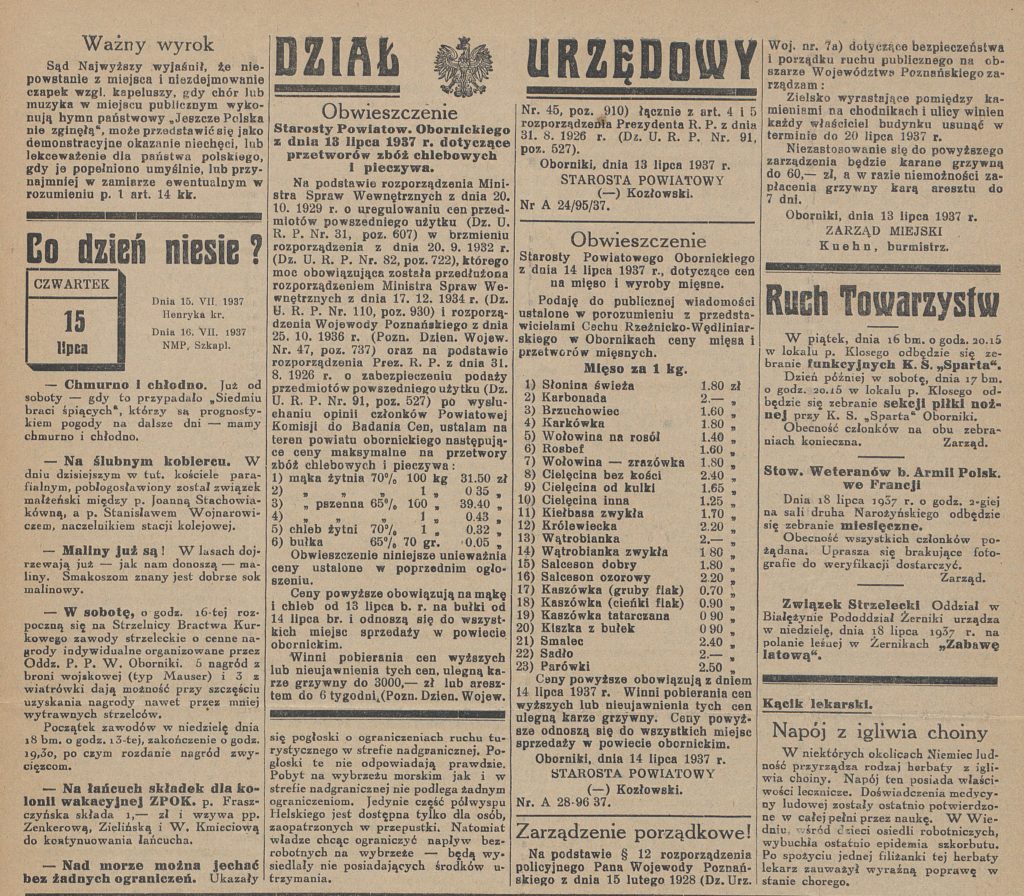 Ważny wyrok
Sąd Najwyższy wyjaśnił, że nie-
powstanie z miejsca i niezdejmowanie
czapek wzgl. kapeluszy, gdy chór lub
muzyka w miejscu publicznym wyko-
nują hymn państwowy „Jeszcze Polska
nie zginęła“, może przedstawić się jako
demonstracyjne okazanie niechęci, lub
lekceważenie dla państwa polskiego,
gdy je popełniono umyślnie, lub przy-
najmniej w zamiarze ewentualnym w
rozumieniu p. 1 art. 14 kk.
Co dzień niesie ?
CZWARTEK
15
lipca
Dnia 15. VII. 1937
Henryka kr.
Dnia 16. VII. 1937
NMP, Szkapl.
— Chmurno i chłodno. Już od
soboty — gdy to przypadało „Siedmiu
braci śpiących“, którzy są prognosty-
kiem pogody na dalsze dni — mamy
chmurno i chłodno.
— Na ślubnym kobiercu. W
dniu dzisiejszym w tut. kościele para-
fialnym, pobłogosławiony został związek
małżeński między p. Joanną Stachowia-
kówną, a p. Stanisławem Wojnarowi-
czem, naczelnikiem stacji kolejowej.
— Maliny już są ! W lasach doj-
rzewają już — jak nam donoszą — ma-
liny. Smakoszom znany jest dobrze sok
malinowy.
— W sobotę, o godz. 16-tej roz-
poczną się na Strzelnicy Bractwa Kur-
kowego zawody strzeleckie o cenne na-
grody indywidualne organizowane przez
Oddz. P. P. W. Oborniki. 5 nagród z
broni wojskowej (typ Mauser) i 3 z
wiatrówki dają możność przy szczęściu
uzyskania nagrody nawet przez mniej
wytrawnych strzelców.
Początek zawodów w niedzielę dnia
18 bm. o godz. 13-tej, zakończenie o godz.
19,30, po czym rozdanie nagród zwy-
cięzcom.
— Na łańcuch składek dla ko-
lonii wakacyjnej ZPOK. p. Frasz-
czyńska składa 1,— zł i wzywa pp.
Zenkerową, Zielińską i W. Kmieciową
do kontynuowania łańcucha.
— Nad morze można jechać
bez żadnych ograniczeń. Ukazały
DZIAŁ URZĘDOWY
Obwieszczenie
Starosty Powiatow. Obornickiego
z dnia 13 lipca 1937 r. dotyczące
przetworów zbóż chlebowych
i pieczywa.
Na podstawie rozporządzenia Mini-
stra Spraw Wewnętrznych z dnia 20.
10. 1929 r. o uregulowaniu cen przed-
miotów powszedniego użytku (Dz. U.
R. P. Nr. 31, poz. 607) w brzmieniu
rozporządzenia z dnia 20. 9. 1932 r
(Dz. U. R. P. Nr. 82, poz. 722), którego
moc obowiązująca została przedłużona
rozporządzeniem Ministra Spraw We-
wnętrznych z dnia 17. 12. 1934 r. (Dz.
U. R. P. Nr. 110, poz. 930) i rozporzą-
dzenia Wojewody Poznańskiego z dnia
25. 10. 1936 r. (Pozn. Dzien. Wojew.
Nr. 47, poz. 737) oraz na podstawie
rozporządzenia Prez. R. P. z dnia 31.
8. 1926 r. o zabezpieczeniu podaży
przedmiotów powszedniego użytku (Dz.
U. R. P. Nr. 91, poz. 527) po wysłu-
chaniu opinii członków Powiatowej
Komisji do Badania Cen, ustalam na
teren powiatu obornickiego następują-
ce ceny maksymalne na przetwory
zbóż chlebowych i pieczywa :
1) mąka żytnia 70% 100 kg 31.50 zł
2) „ „ „ 1 „ 0 35 „
3) „ pszenna 65% 100 „ 39.40 „
4) „ „ „ 1 „ 0.43 „
5) chleb żytni 70% 1 „ 0.32 „
6) bułka 65% 70 gr. 0.05 „
Obwieszczenie niniejsze unieważnia
ceny ustalone w poprzednim ogło-
szeniu.
Ceny powyższe obowiązują na mąkę
i chleb od 13 lipca b. r. na bułki od
14 lipca br. i odnoszą się do wszyst-
kich miejsc sprzedaży w powiecie
obornickim.
Winni pobierania cen wyższych
lub nieujawnienia tych cen, ulegną ka-
rze grzywny do 3000,— zł lub aresz-
tem do 6 tygodni, (Pozn. Dzien. Wojew.
się pogłoski o ograniczeniach ruchu tu-
rystycznego w strefie nadgranicznej. Po-
głoski te nie odpowiadają prawdzie.
Pobyt na wybrzeżu morskim jak i w
strefie nadgranicznej nie podlega żadnym
ograniczeniom. Jedynie część półwyspu
Helskiego jest dostępna tylko dla osób,
zaopatrzonych w przepustki. Natomiat
władze chcąc ograniczyć napływ bez-
robotnych na wybrzeże — będą wy-
siedlały nie posiadających środków u-
trzymania.
Nr. 45, poz. 910) łącznie z art. 4 i 5
rozporządzenia Prezydenta R. P. z dnia
31. 8. 1926 r. (Dz. U. R. P. Nr. 91,
poz. 527).
Oborniki, dnia 13 lipca 1937 r.
STAROSTA POWIATOWY
(—) Kozłowski.
Nr A 24/95/37.
Obwieszczenie
Starosty Powiatowego Obornickiego
z dnia 14 lipca 1937 r., dotyczące cen
na mięso i wyroby mięsne.
Podaję do publicznej wiadomości
ustalone w porozumieniu z przedsta-
wicielami Cechu Rzeźnicko-Wędliniar-
skiego w Obornikach ceny mięsa i
przetworów mięsnych.
Mięso za 1 kg.
1) Słonina świeża 1.80 zł
2) Karbonada 2.— „
3) Brzuchowiec 1.60 „
4) Karkówka 1.80 „
5) Wołowina na rosół 1.40 „
6) Rosbef 1.60 „
7) Wołowina — zrazówka 1.80 „
8) Cielęcina bez kości 2.40 „
9) Cielęcina od kulki 1.65 „
10) Cielęcina inna 1.25 „
11) Kiełbasa zwykła 1.70 „
12) Królewiecka 2.20 „
13) Wątrobianka 2.— „
14) Wątrobianka zwykła 1 80 „
15) Salceson dobry 1.80 „
16) Salceson ozorowy 2 20 „
17) Kaszówka (gruby flak) 0.70 „
18) Kaszówka (cieńki flak) 0.90 „
19) Kaszówka tatarczana 0 90 „
20) Kiszka z bułek 0 90 „
21) Smalec 2.40 „
22) Sadło 2.— „
23) Parówki 2.50 „
Ceny powyższe obowiązują z dniem
14 lipca 1937 r. Winni pobierania cen
wyższych lub nieujawnienia tych cen
ulegną karze grzywny. Ceny powyż-
sze odnoszą się do wszystkich miejsc
sprzedaży w powiecie obornickim.
Oborniki, dnia 14 lipca 1937 r.
STAROSTA POWIATOWY
(—) Kozłowski.
Nr. A 28-96 37.
Zarządzenie porządkowe!
Na podstawie § 12 rozporządzenia
policyjnego Pana Wojewody Poznań-
skiego z dnia 15 lutego 1928 (Dz. Urz.
Woj. nr. 7a) dotyczące bezpieczeństwa
i porządku ruchu publicznego na ob-
szarze Województwa Poznańskiego za-
rządzam :
Zielsko wyrastające pomiędzy ka-
mieniami na chodnikach i ulicy winien
każdy właściciel budynku usunąć w
terminie do 20 lipca 1937 r.
Niezastosowanie się do powyższego
zarządzenia będzie karane grzywną
do 60,— zł, a w razie niemożności za-
płacenia grzywny karą aresztu do
7 dni.
Oborniki, dnia 13 lipca 1937 r.
ZARZĄD MIEJSKI
Kuehn, burmistrz.
Ruch Towarzystw
W piątek, dnia 16 bm. o godz. 20.15
w lokalu p. Klosego odbędzie się ze-
branie funkcyjnych K. S. „Sparta“.
Dzień później w sobotę, dnia 17 bm.
o godz. 20.15 w lokalu p. Klosego od-
będzie się zebranie sekcji piłki noż-
nej przy K. S. „Sparta“ Oborniki.
Obecność członków na obu zebra-
niach konieczna. Zarząd.
Stow. Weteranów b. Armii Polsk.
we Francji
Dnia 18 lipca 1937 r. o godz. 2-giej
na sali druha Narożyńskiego odbędzie
się zebranie miesięczne.
Obecność wszystkich członków po-
żądana. Uprasza się brakujące foto-
grafie do weryfikacji dostarczyć.
Zarząd.
Związek Strzelecki Oddział w
Białężynie Pododdział Żerniki urządza
w niedzielę, dnia 18 lipca 1937 r. na
polanie leśnej w Żernikach „Zabawę
latową“.
Kącik lekarski.
Napój z igliwia choiny
W niektórych okolicach Niemiec lud-
ność przyrządza rodzaj herbaty z igli-
wia choiny. Napój ten posiada właści-
wości lecznicze. Doświadczenia medycy-
ny ludowej zostały ostatnio potwierdzo-
ne w całej pełni przez naukę. W Wie-
dniu, wśród dzieci osiedli robotniczych,
wybuchła ostatnio epidemia szkorbutu.
Po spożyciu jednej filiżanki tej herbaty
lekarz zauważył wyraźną poprawę w
stanie chorego.